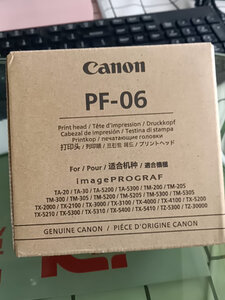 Canon
PF-06
Print head / Tête d'impression / Druckkopf
Cabezal de impresión / Testina di stampa
Printkop / печатающие головки
打印头 / 列印頭 / 프린트 헤드 / プリントヘッド
For / Pour / 适合机种 / 適合機種
imagePROGRAF
TA-20 / TA-30 / TA-5200 / TA-5300 / TM-200 / TM-205
TM-300 / TM-305 / TM-5200 / TM-5205 / TM-5300 / TM-5305
TX-2000 / TX-2100 / TX-3000 / TX-3100 / TX-4000 / TX-4100 / TX-5200
TX-5210 / TX-5300 / TX-5310 / TX-5400 / TX-5410 / TZ-5300 / TZ-30000
GENUINE CANON / PIÈCE D'ORIGINE CANON